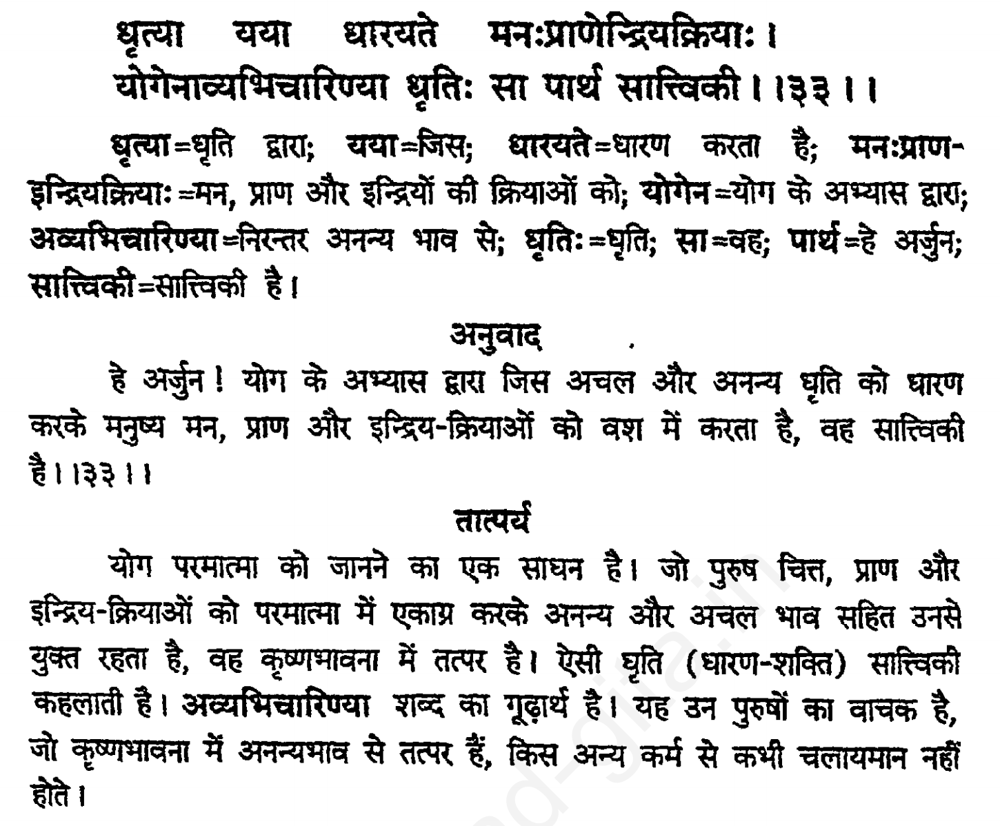 धृत्या यया धारयते मनःप्राणेन्द्रियक्रियाः ।
योगेनाव्यभिचारिण्या धृतिः सा पार्थ सात्त्विकी । ।३३ । ।
धृत्या=धृति द्वारा; यया=जिस; धारयते=धारण करता है; मनःप्राण-
इन्द्रियक्रियाः=मन, प्राण और इन्द्रियों की क्रियाओं को; योगेन=योग के अभ्यास द्वारा;
अव्यभिचारिण्या=निरन्तर अनन्य भाव से; धृतिः=धृति; सा=वह; पार्थ=हे अर्जुन;
सात्त्विकी=सात्त्विकी है ।
अनुवाद
हे अर्जुन ! योग के अभ्यास द्वारा जिस अचल और अनन्य धृति को धारण
करके मनुष्य मन, प्राण और इन्द्रिय-क्रियाओं को वश में करता है, वह सात्त्विकी
है । ।३३ । ।
तात्पर्य
योग परमात्मा को जानने का एक साधन है । जो पुरुष चित्त, प्राण और
इन्द्रिय-क्रियाओं को परमात्मा में एकाग्र करके अनन्य और अचल भाव सहित उनसे
युक्त रहता है, वह कृष्णभावना में तत्पर है । ऐसी धृति (धारण-शक्ति) सात्त्विकी
कहलाती है । अव्यभिचारिण्या शब्द का गूढ़ार्थ है । यह उन पुरुषों का वाचक है,
जो कृष्णभावना में अनन्यभाव से तत्पर हैं, किस अन्य कर्म से कभी चलायमान नहीं
होते ।